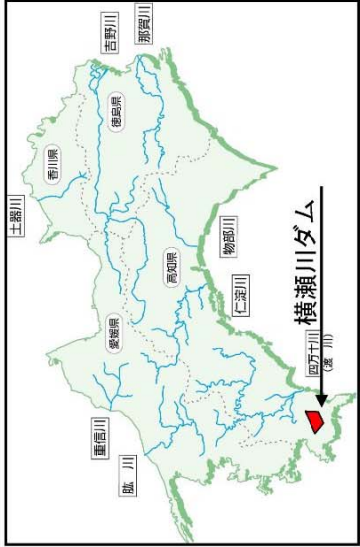 土器川
香川県
吉野川
那賀川
徳島県
愛媛県
高知県
重信川
肱 川
物部川
仁淀川
四万十川
(渡 川)
横瀬川ダム